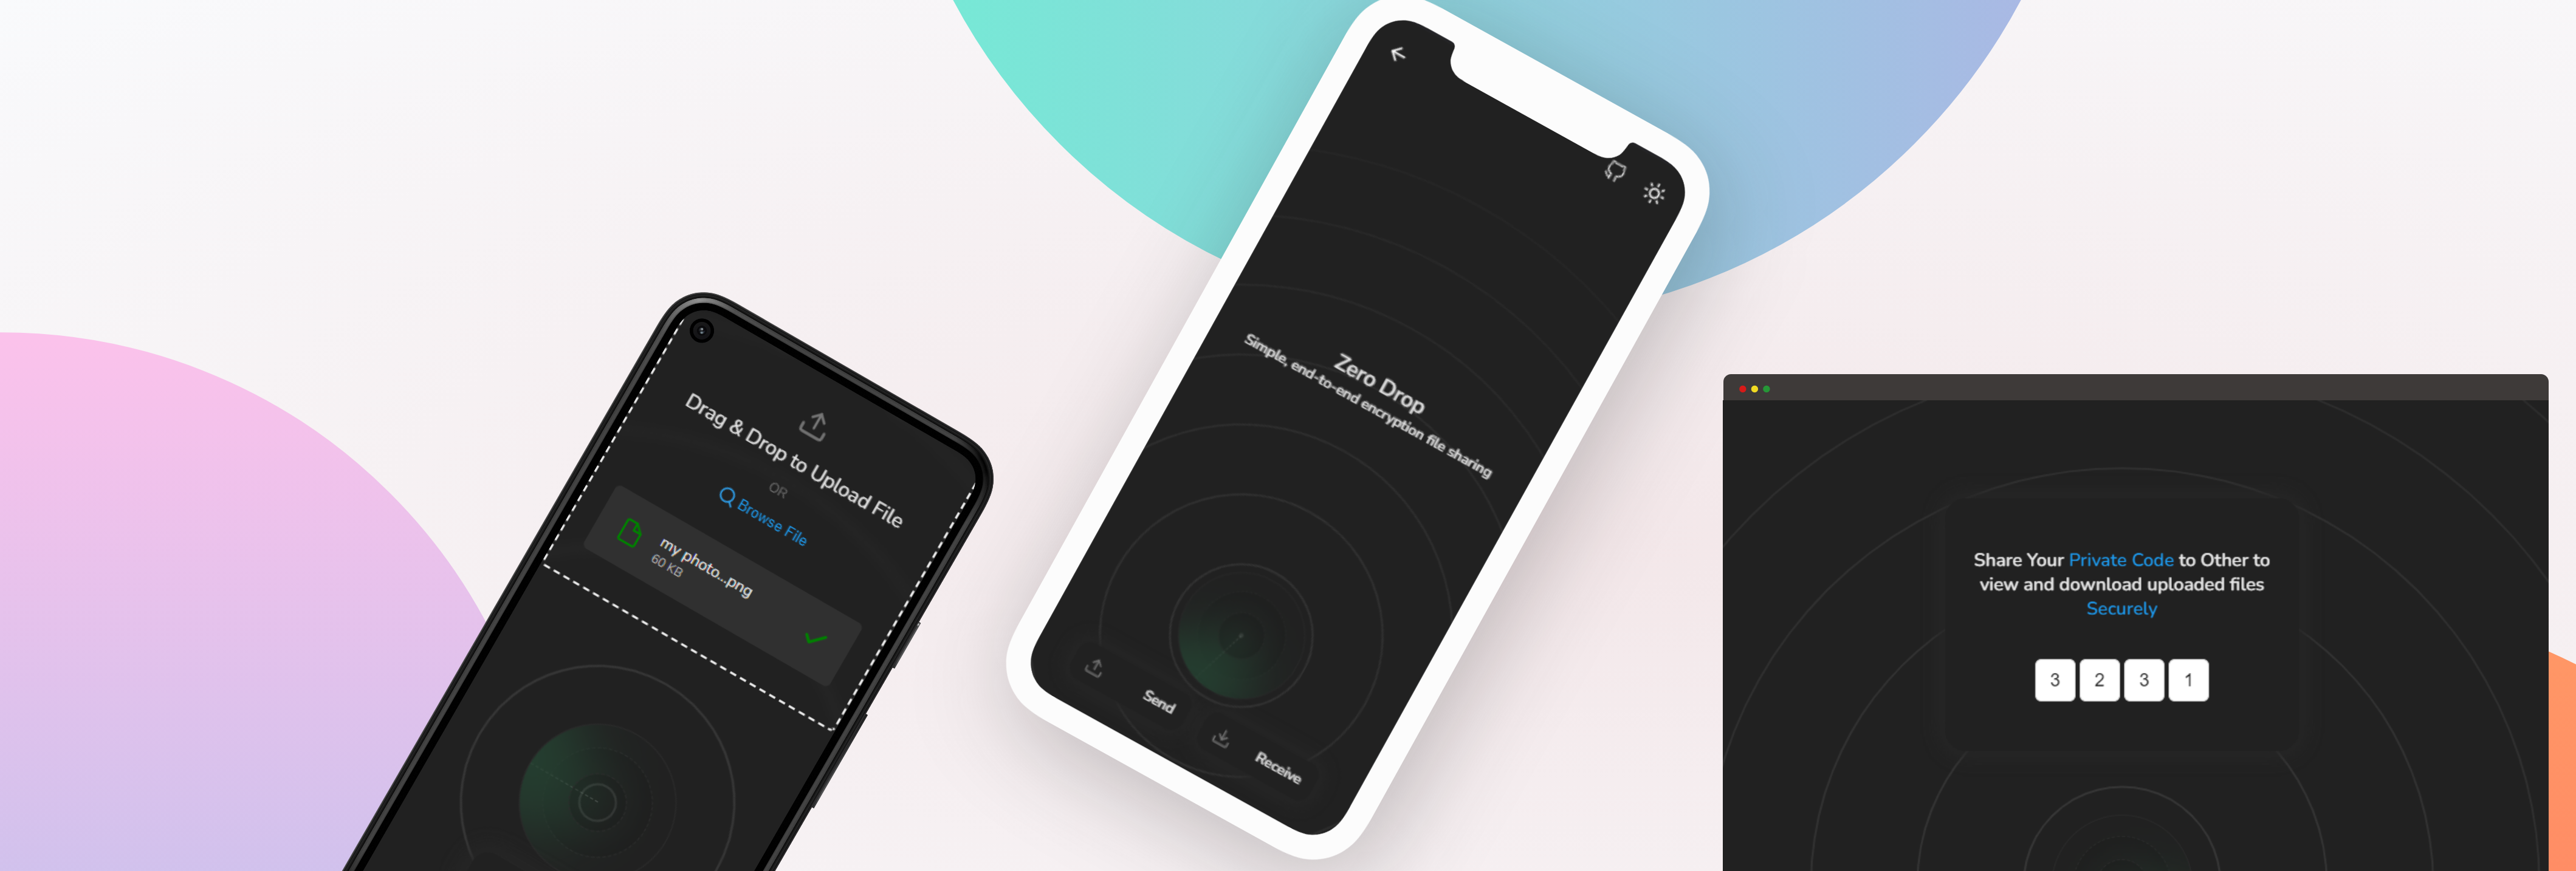 Drag & Drop to Upload File
OR
Browse File
my photo...png
60 KB
Zero Drop
Simple, end-to-end encryption file sharing
Send
Receive
Share Your Private Code to Other to
view and download uploaded files
Securely
3 2 3 1